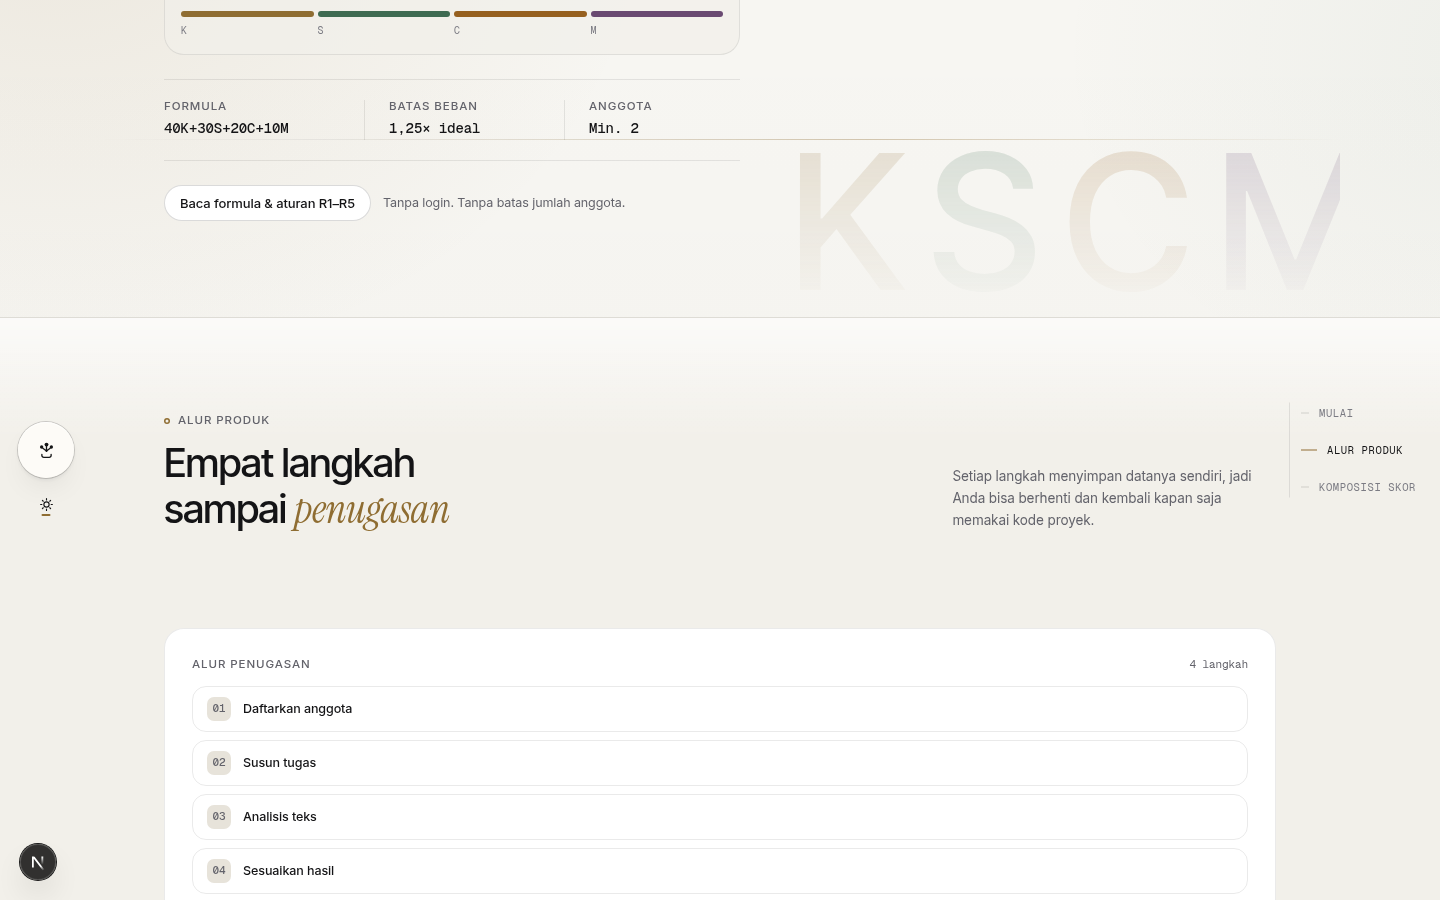 K S C M
FORMULA
40K+30S+20C+10M
BATAS BEBAN
1,25× ideal
ANGGOTA
Min. 2
Baca formula & aturan R1–R5
Tanpa login. Tanpa batas jumlah anggota.
KSCM
ALUR PRODUK
Empat langkah
sampai penugasan
Setiap langkah menyimpan datanya sendiri, jadi
Anda bisa berhenti dan kembali kapan saja
memakai kode proyek.
MULAI
ALUR PRODUK
KOMPOSISI SKOR
ALUR PENUGASAN
4 langkah
01 Daftarkan anggota
02 Susun tugas
03 Analisis teks
04 Sesuaikan hasil
N